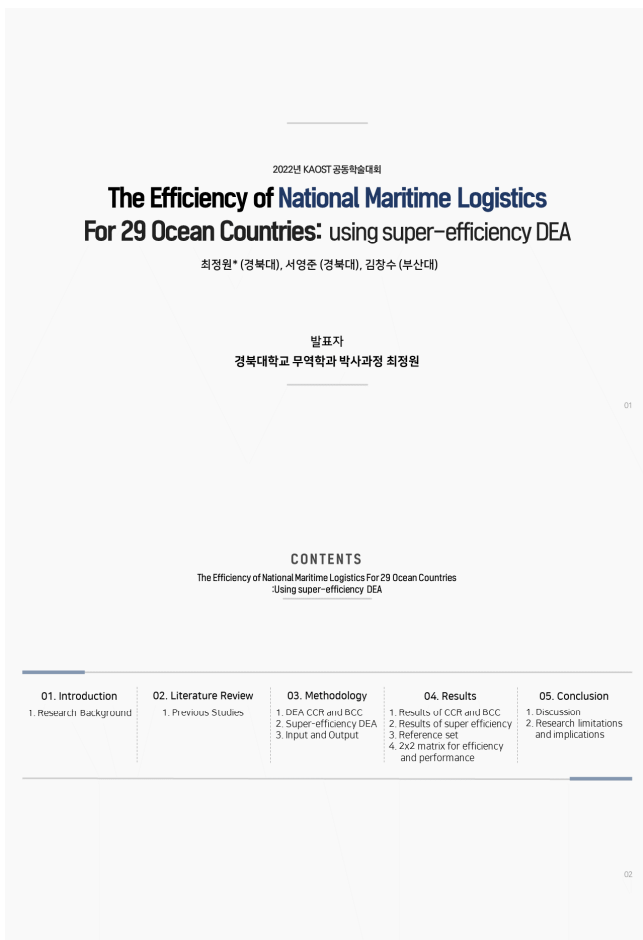 2022년 KAOST 공동학술대회
The Efficiency of National Maritime Logistics
For 29 Ocean Countries: using super-efficiency DEA
최정원* (경북대), 서영준 (경북대), 김창수 (부산대)
발표자
경북대학교 무역학과 박사과정 최정원
01
CONTENTS
The Efficiency of National Maritime Logistics For 29 Ocean Countries
:Using super-efficiency DEA
01. Introduction
1. Research Background
02. Literature Review
1. Previous Studies
03. Methodology
1. DEA CCR and BCC
2. Super-efficiency DEA
3. Input and Output
04. Results
1. Results of CCR and BCC
2. Results of super efficiency
3. Reference set
4. 2x2 matrix for efficiency
and performance
05. Conclusion
1. Discussion
2. Research limitations
and implications
02